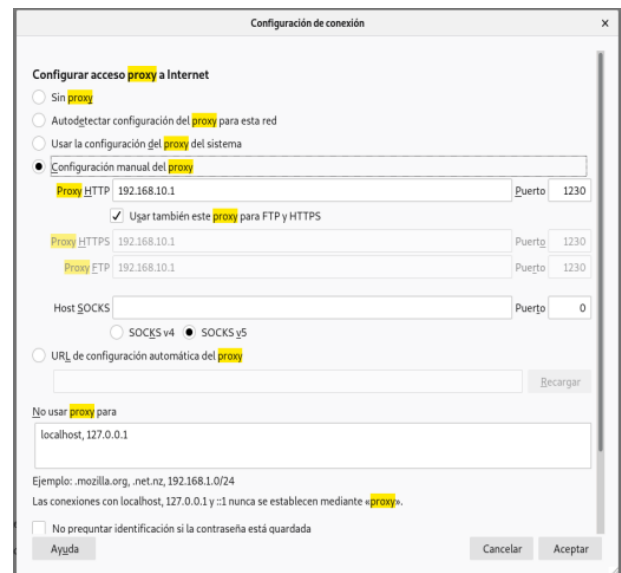 Configuración de conexión
Configurar acceso proxy a Internet
Sin proxy
Autodetectar configuración del proxy para esta red
Usar la configuración del proxy del sistema
Configuración manual del proxy
Proxy HTTP 192.168.10.1 Puerto 1230
Usar también este proxy para FTP y HTTPS
Proxy HTTPS 192.168.10.1 Puerto 1230
Proxy FTP 192.168.10.1 Puerto 1230
Host SOCKS Puerto 0
SOCKS v4 SOCKS v5
URL de configuración automática del proxy
Recargar
No usar proxy para
localhost, 127.0.0.1
Ejemplo: .mozilla.org, .net.nz, 192.168.1.0/24
Las conexiones con localhost, 127.0.0.1 y ::1 nunca se establecen mediante «proxy».
No preguntar identificación si la contraseña está guardada
Ayuda Cancelar Aceptar